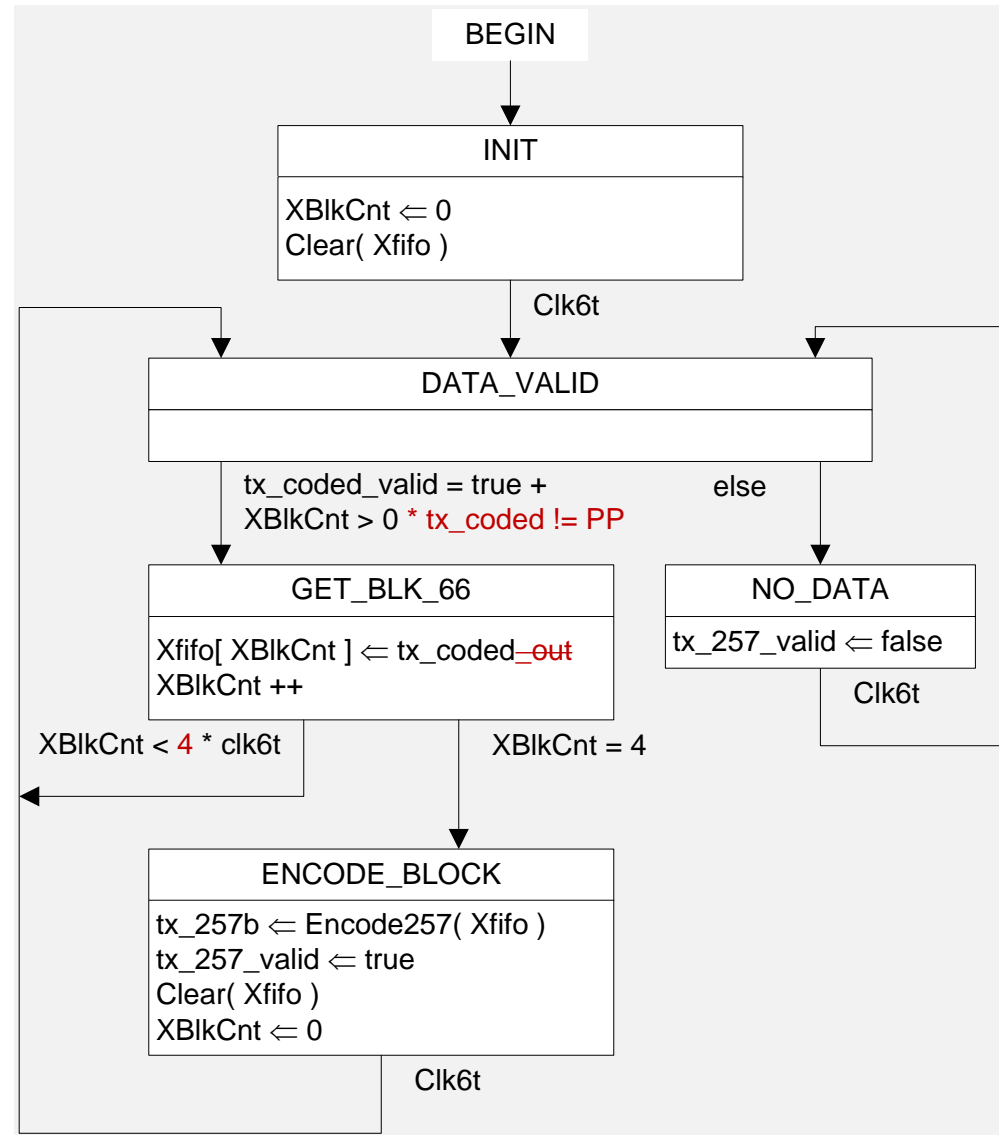 BEGIN
INIT
XBlkCnt ⇐ 0
Clear( Xfifo )
Clk6t
DATA_VALID
tx_coded_valid = true +
XBlkCnt > 0 * tx_coded != PP
else
GET_BLK_66
Xfifo[ XBlkCnt ] ⇐ tx_coded_out
XBlkCnt ++
NO_DATA
tx_257_valid ⇐ false
Clk6t
XBlkCnt < 4 * clk6t
XBlkCnt = 4
ENCODE_BLOCK
tx_257b ⇐ Encode257( Xfifo )
tx_257_valid ⇐ true
Clear( Xfifo )
XBlkCnt ⇐ 0
Clk6t